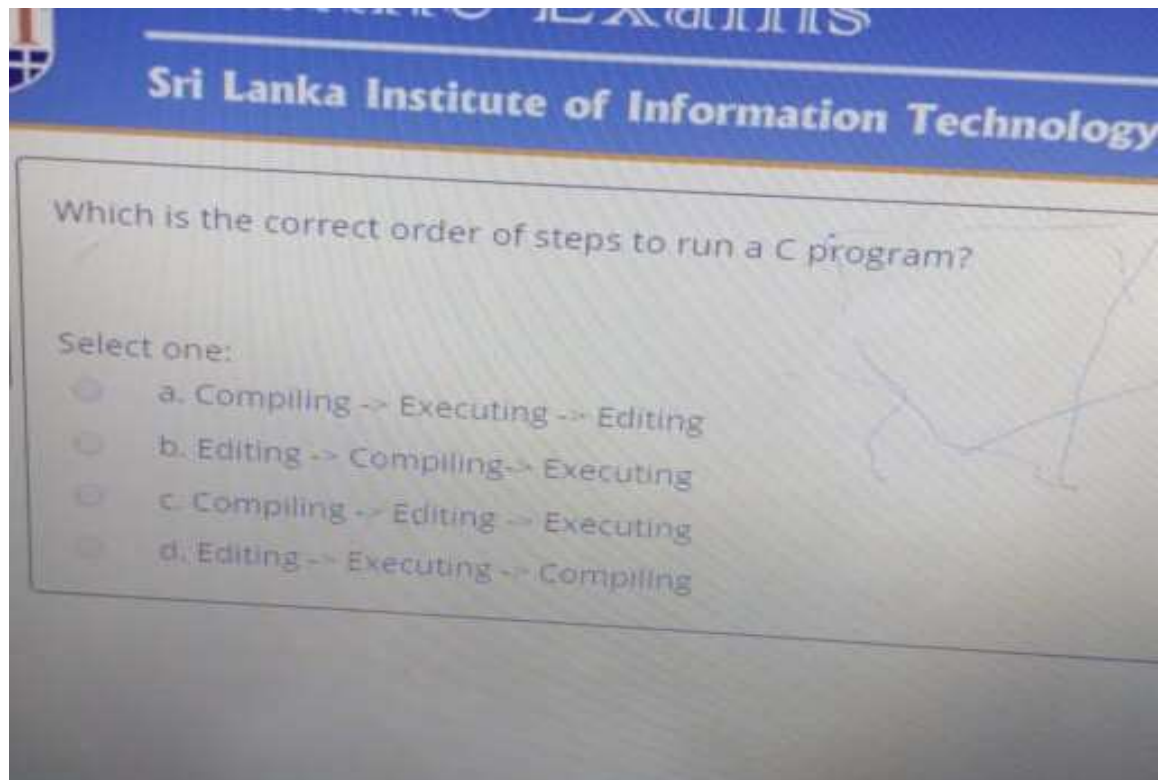 Exams
Sri Lanka Institute of Information Technology
Which is the correct order of steps to run a C program?
Select one:
a. Compiling -> Executing -> Editing
b. Editing -> Compiling-> Executing
c. Compiling -> Editing -> Executing
d. Editing -> Executing -> Compiling